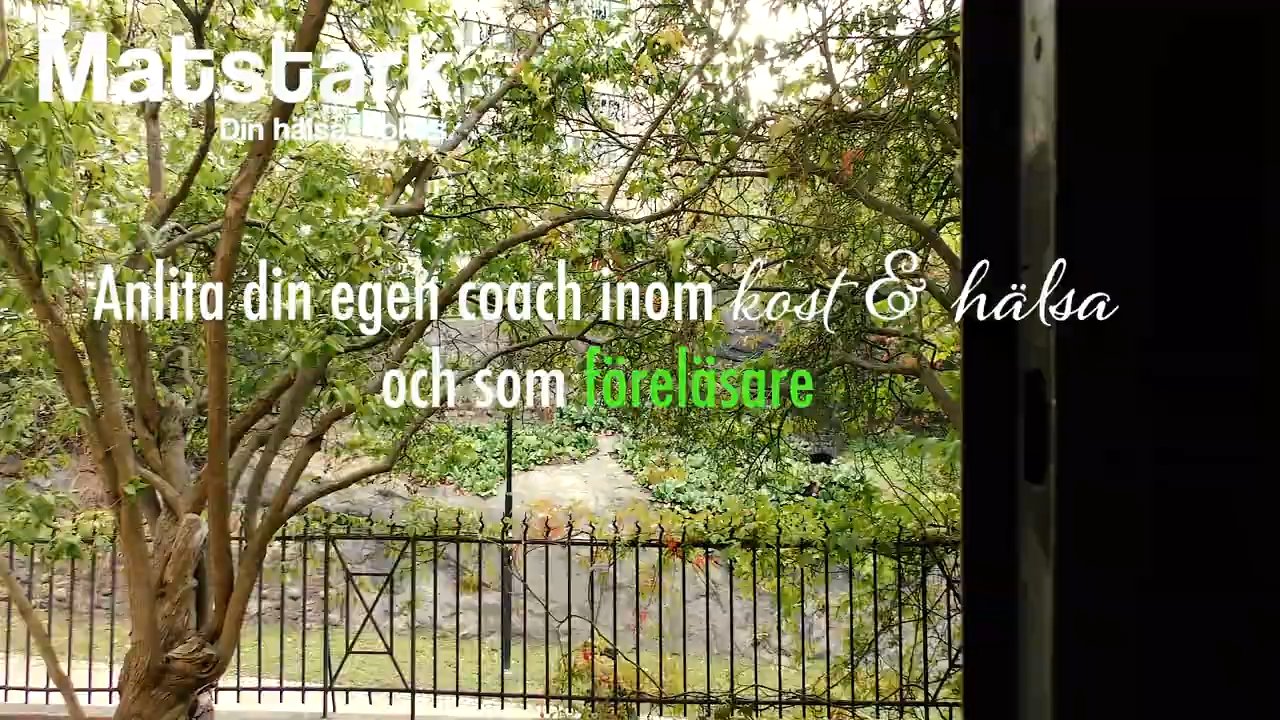 Matstark
Din hälsa
Anlita din egen coach inom kost & hälsa
och som föreläsare